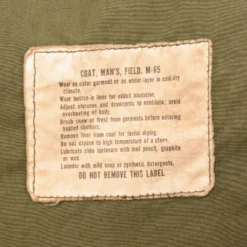 COAT, MAN'S, FIELD, M-65
Wear as outer garment or as under-layer in cold-dry
climate.
Wear button-in liner for added insulation.
Adjust closures and drawcords to ventilate; avoid
overheating of body.
Brush snow or frost from garments before entering
heated shelters.
Remove liner from coat for faster drying.
Do not expose to high temperature of a stove.
Lubricate slide fasteners with mud pencil, graphite
or wax.
Launder with mild soap or synthetic detergents.
DO NOT REMOVE THIS LABEL